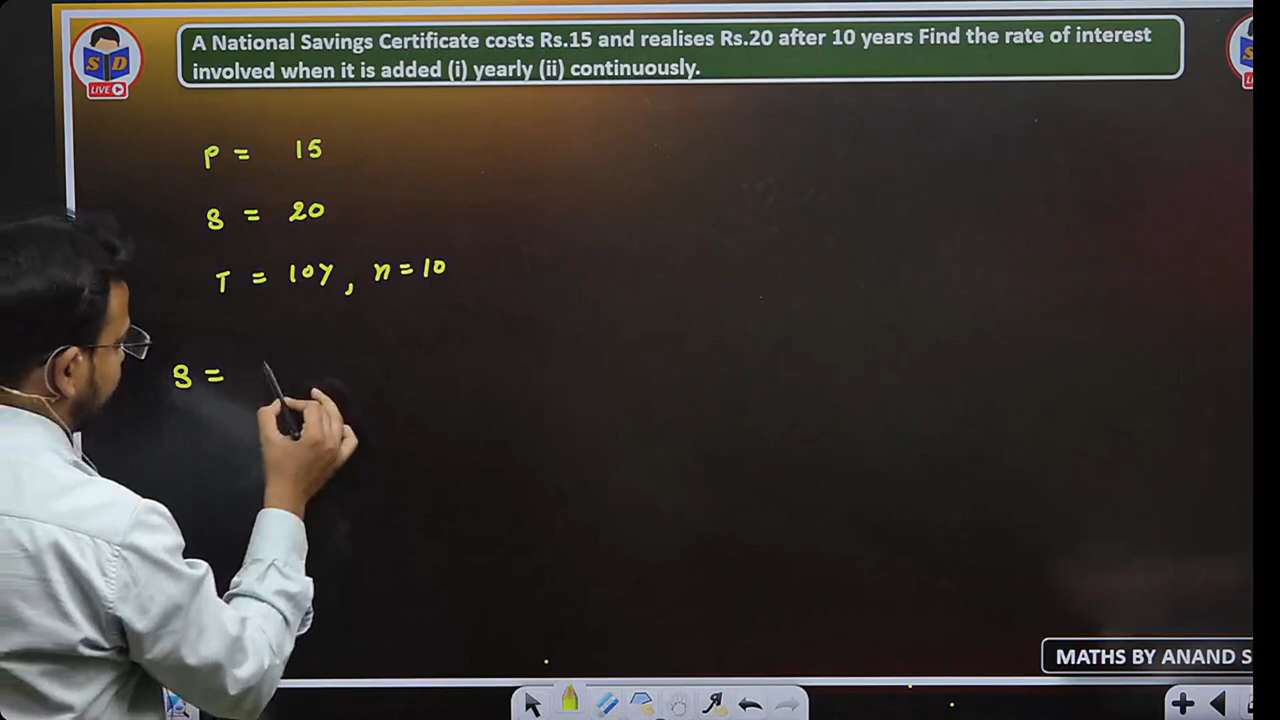 A National Savings Certificate costs Rs.15 and realises Rs.20 after 10 years Find the rate of interest
involved when it is added (i) yearly (ii) continuously.
S D
LIVE
P = 15
S = 20
T = 10Y, n = 10
S =
MATHS BY ANAND S